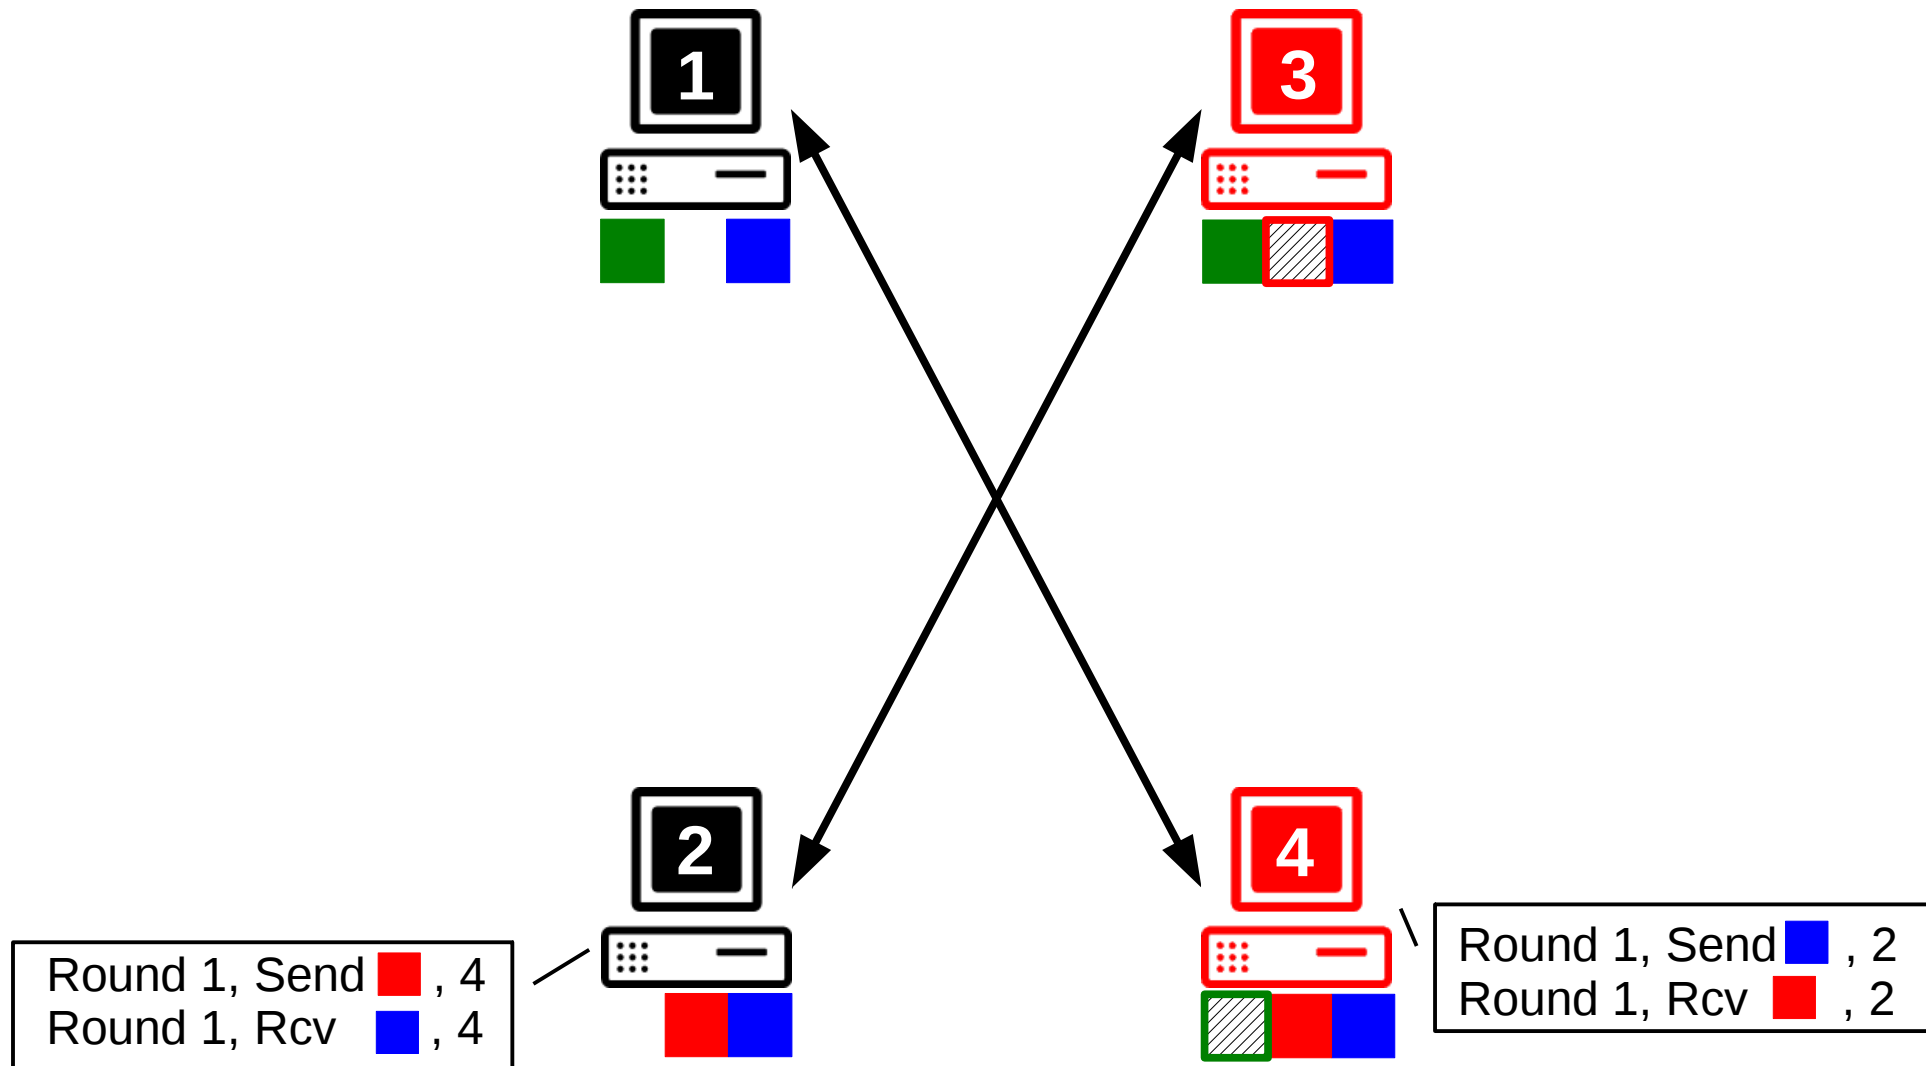 1
3
2
4
Round 1, Send , 4
Round 1, Rcv , 4
Round 1, Send , 2
Round 1, Rcv , 2